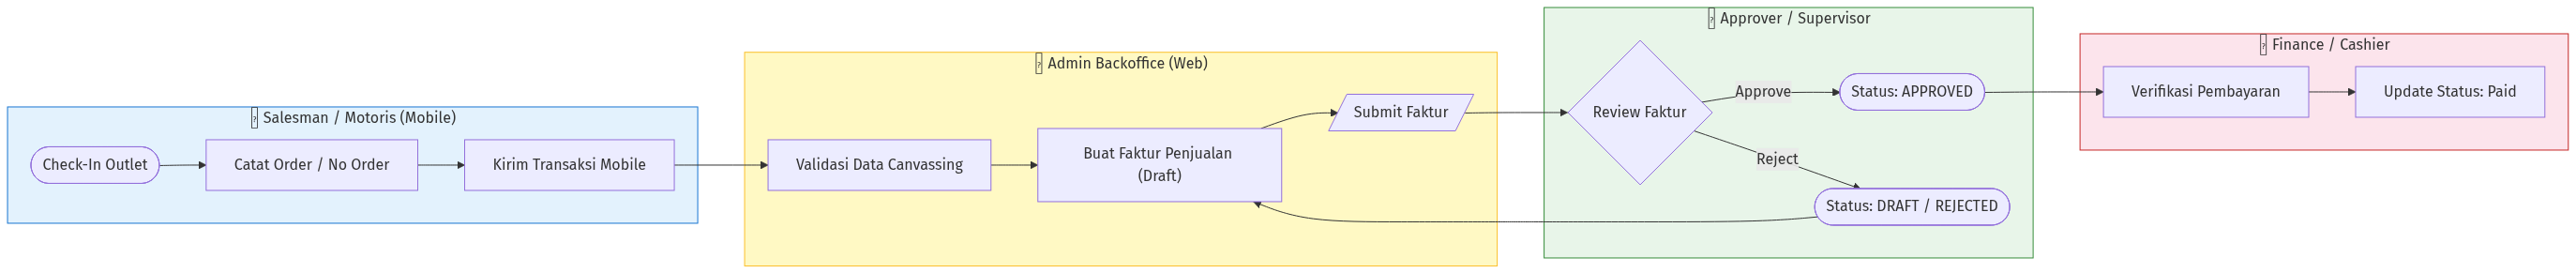 Salesman / Motoris (Mobile)
Check-In Outlet
Catat Order / No Order
Kirim Transaksi Mobile
Admin Backoffice (Web)
Validasi Data Canvassing
Buat Faktur Penjualan
(Draft)
Submit Faktur
Approver / Supervisor
Review Faktur
Approve
Status: APPROVED
Reject
Status: DRAFT / REJECTED
Finance / Cashier
Verifikasi Pembayaran
Update Status: Paid